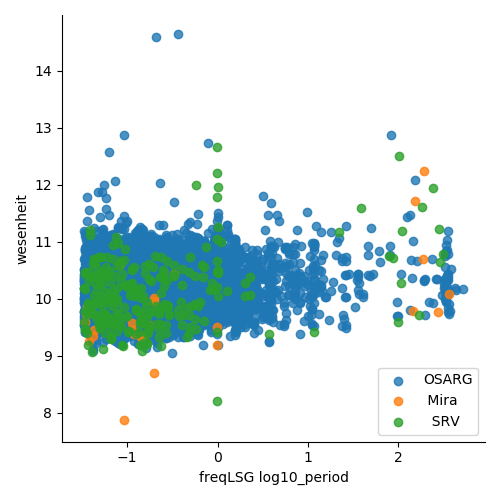 14
13
12
11
10
9
8
wesenheit
−1
0
1
2
freqLSG log10_period
OSARG
Mira
SRV